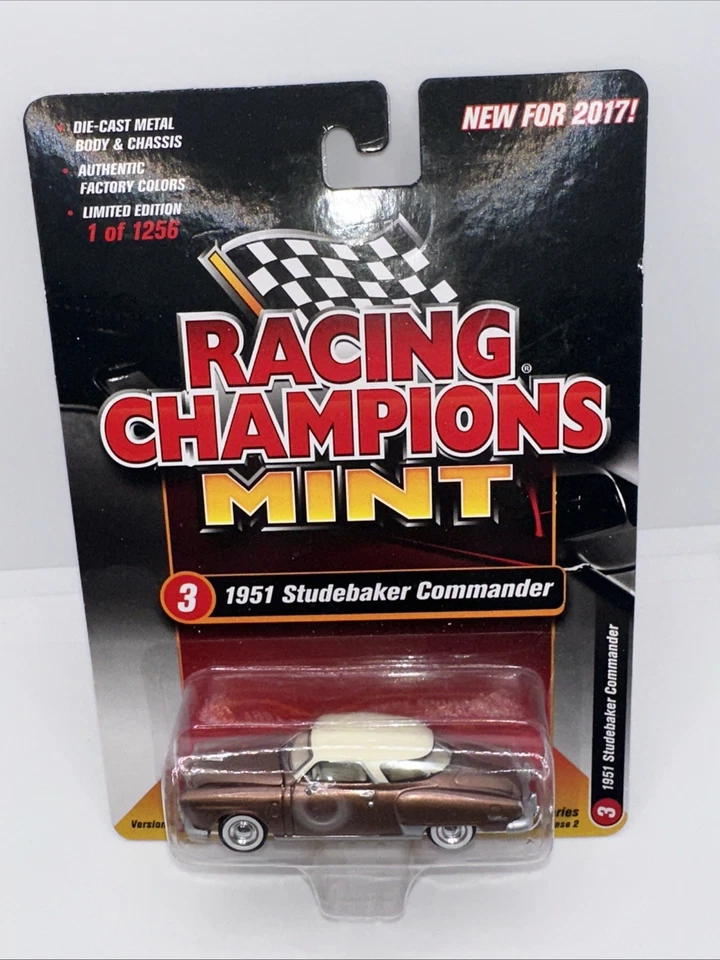 • DIE-CAST METAL
BODY & CHASSIS
• AUTHENTIC
FACTORY COLORS
• LIMITED EDITION
1 of 1256
NEW FOR 2017!
RACING
CHAMPIONS®
MINT
3 1951 Studebaker Commander
3 1951 Studebaker Commander
Version